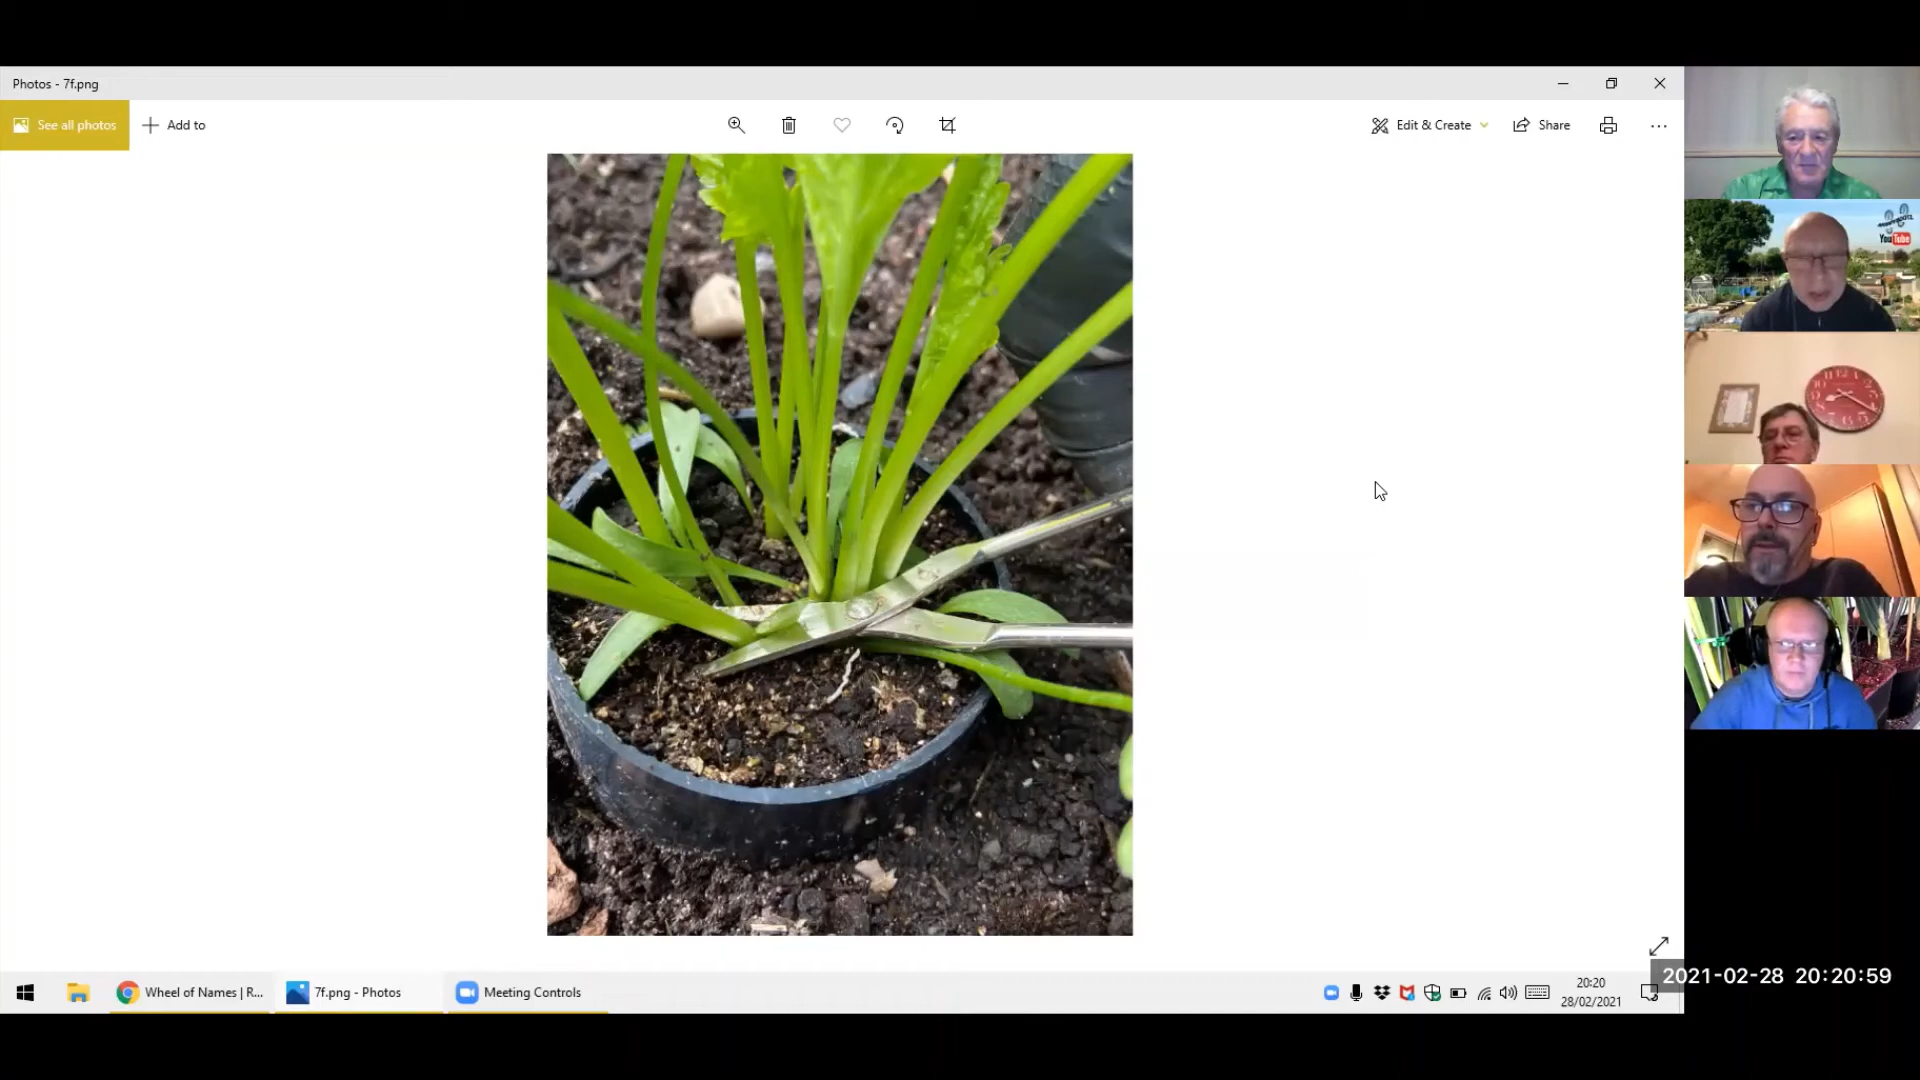 Photos - 7f.png
See all photos
Add to
Edit & Create
Share
YouTube
Wheel of Names | R...
7f.png - Photos
Meeting Controls
20:20
28/02/2021
2021-02-28 20:20:59